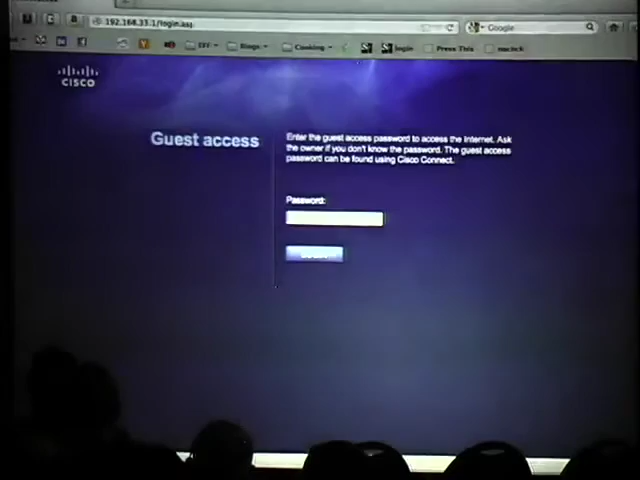 192.168.33.1/login.asp
Google
EFF
Blogs
Cooking
login
Press This
CISCO
Guest access
Enter the guest access password to access the Internet. Ask
the owner if you don't know the password. The guest access
password can be found using Cisco Connect.
Password: